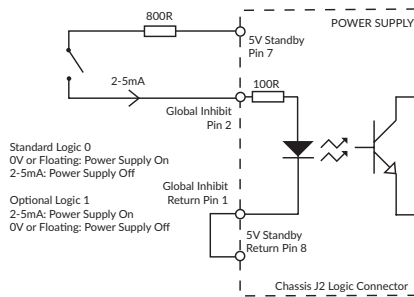 800R
POWER SUPPLY
5V Standby
Pin 7
2-5mA
100R
Global Inhibit
Pin 2
Standard Logic 0
0V or Floating: Power Supply On
2-5mA: Power Supply Off
Optional Logic 1
2-5mA: Power Supply On
0V or Floating: Power Supply Off
Global Inhibit
Return Pin 1
5V Standby
Return Pin 8
Chassis J2 Logic Connector